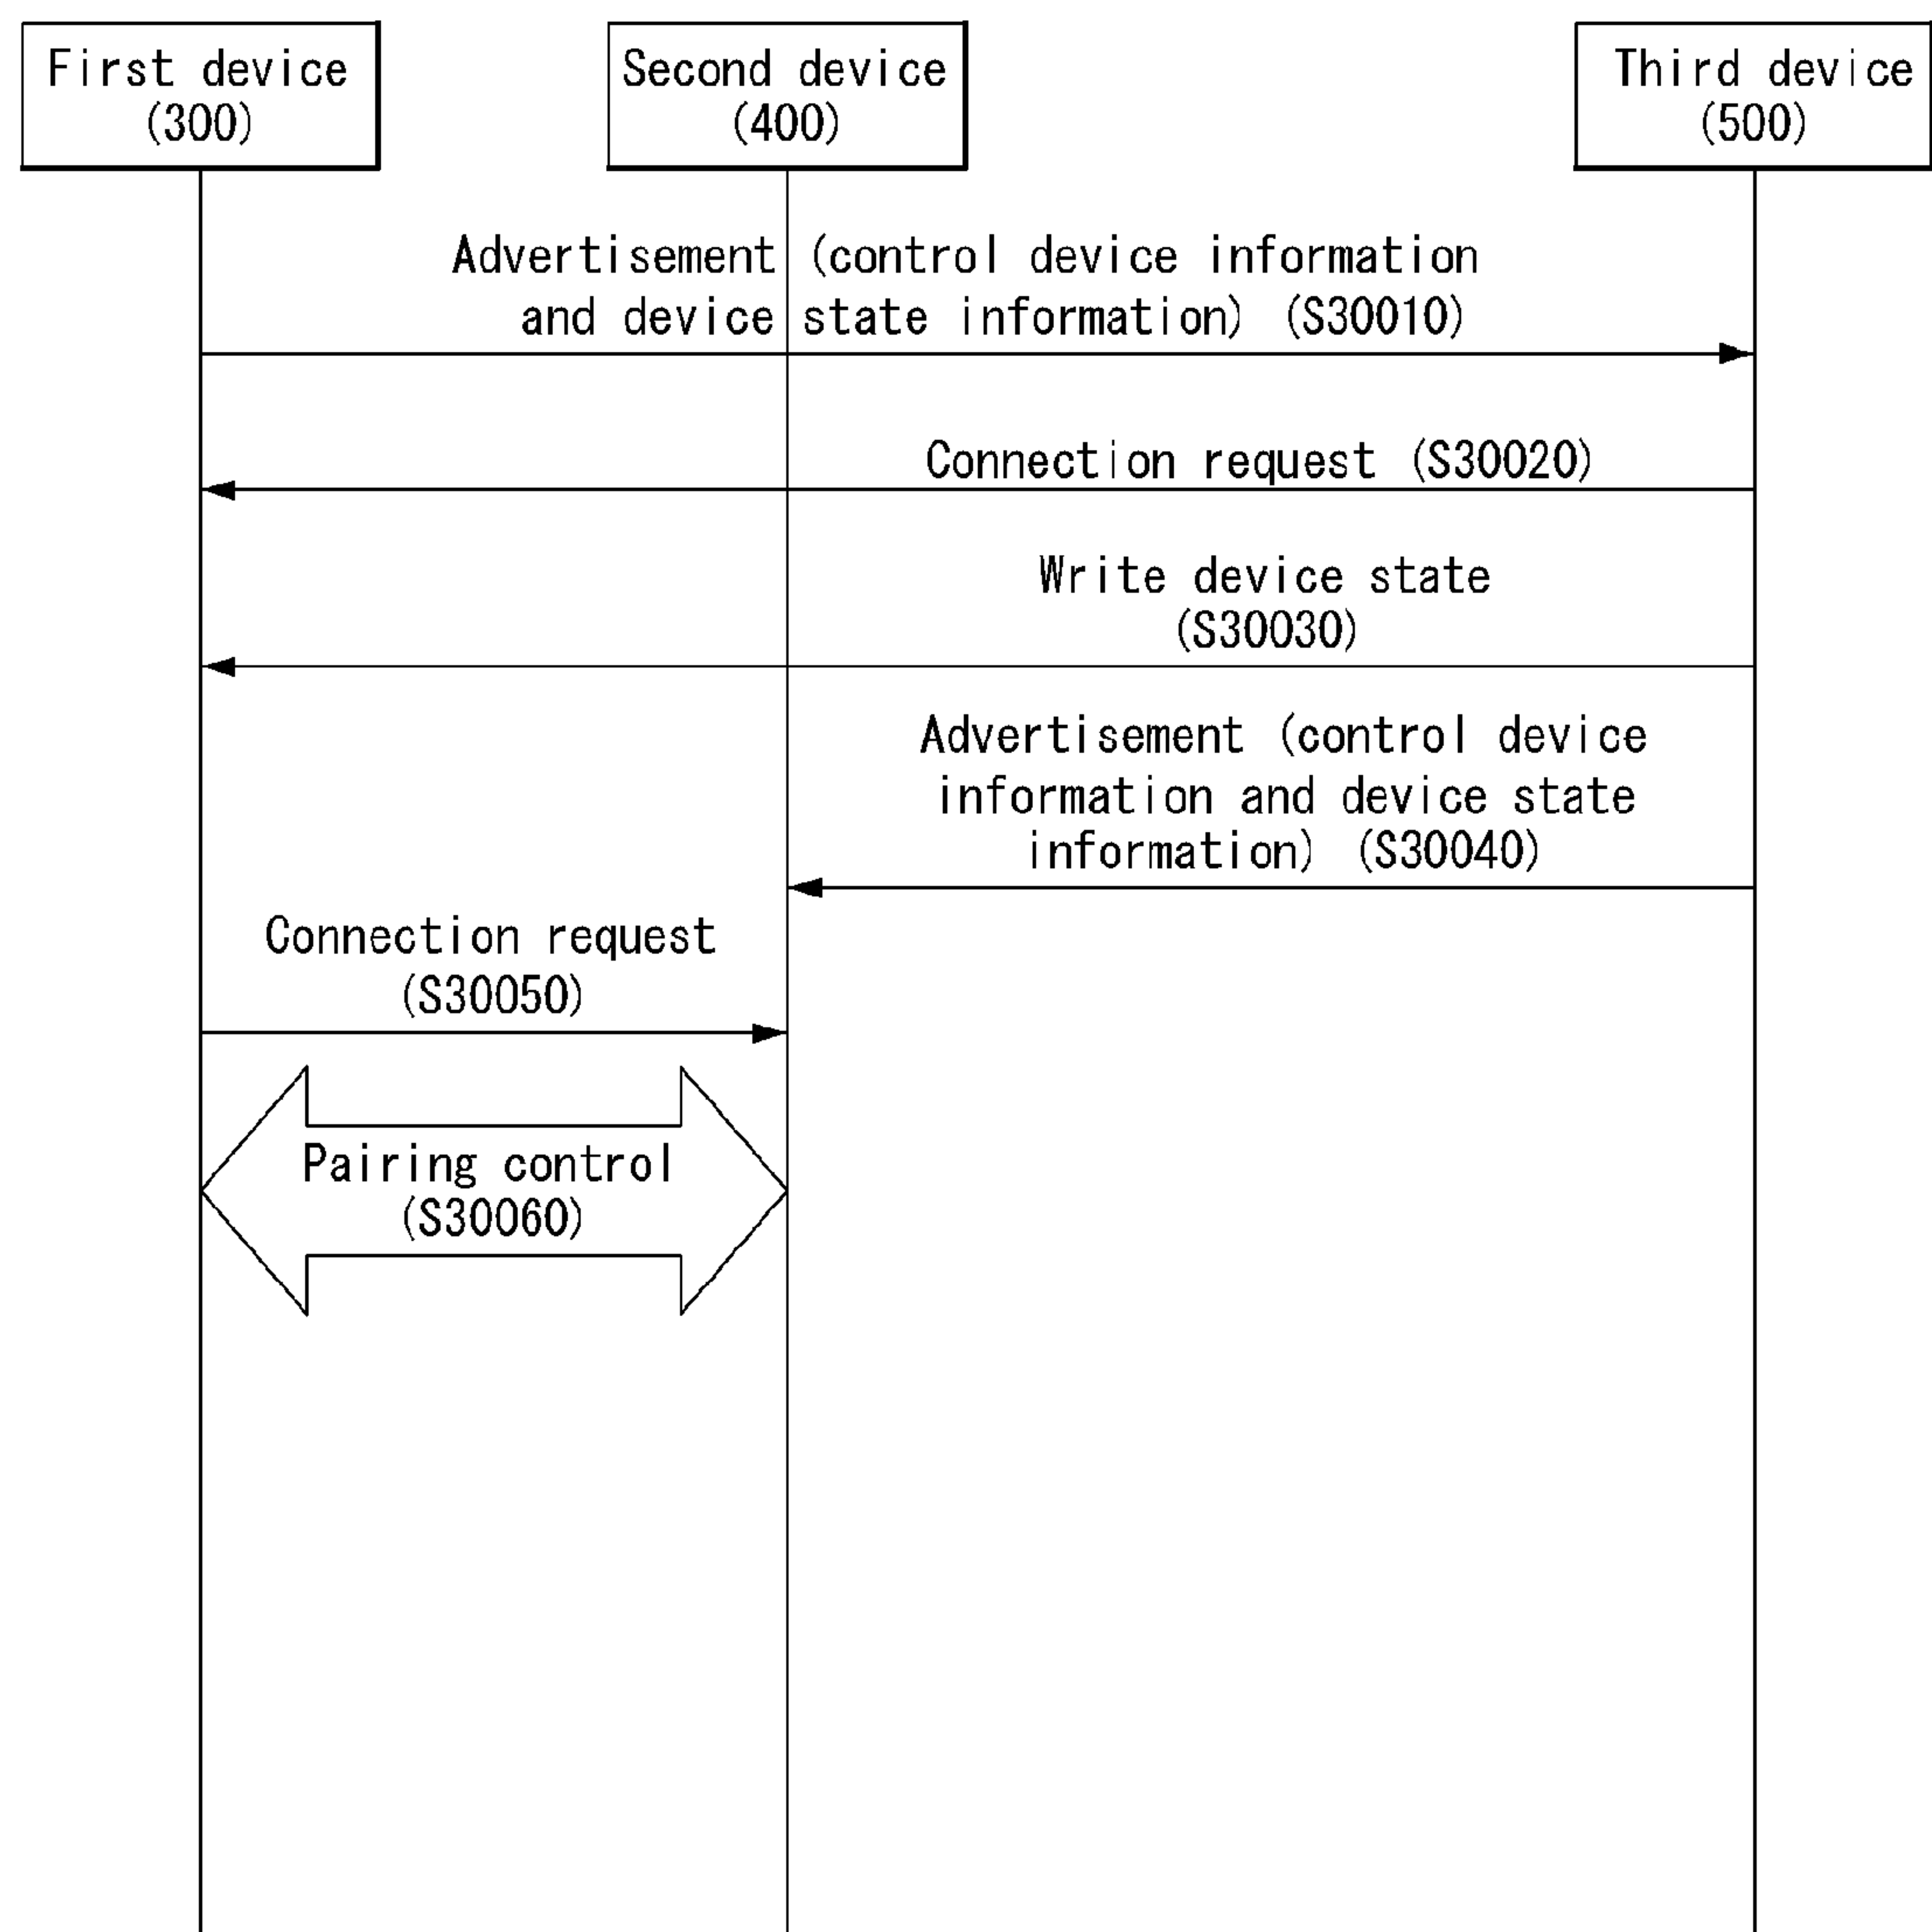 First device
(300)
Second device
(400)
Third device
(500)
Advertisement (control device information
and device state information) (S30010)
Connection request (S30020)
Write device state
(S30030)
Advertisement (control device
information and device state
information) (S30040)
Connection request
(S30050)
Pairing control
(S30060)